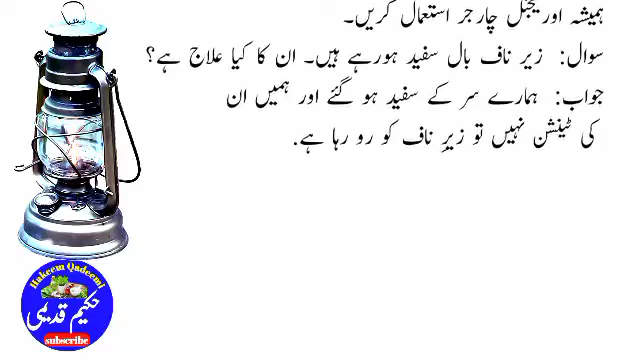 ہمیشہ اوریجنل چارجر استعمال کریں۔
سوال: زیر ناف بال سفید ہورہے ہیں۔ ان کا کیا علاج ہے؟
جواب: ہمارے سر کے سفید ہو گئے اور ہمیں ان
کی ٹینشن نہیں تو زیرِ ناف کو رو رہا ہے.
Hakeem Qadeemi
حکیم قدیمی
subscribe